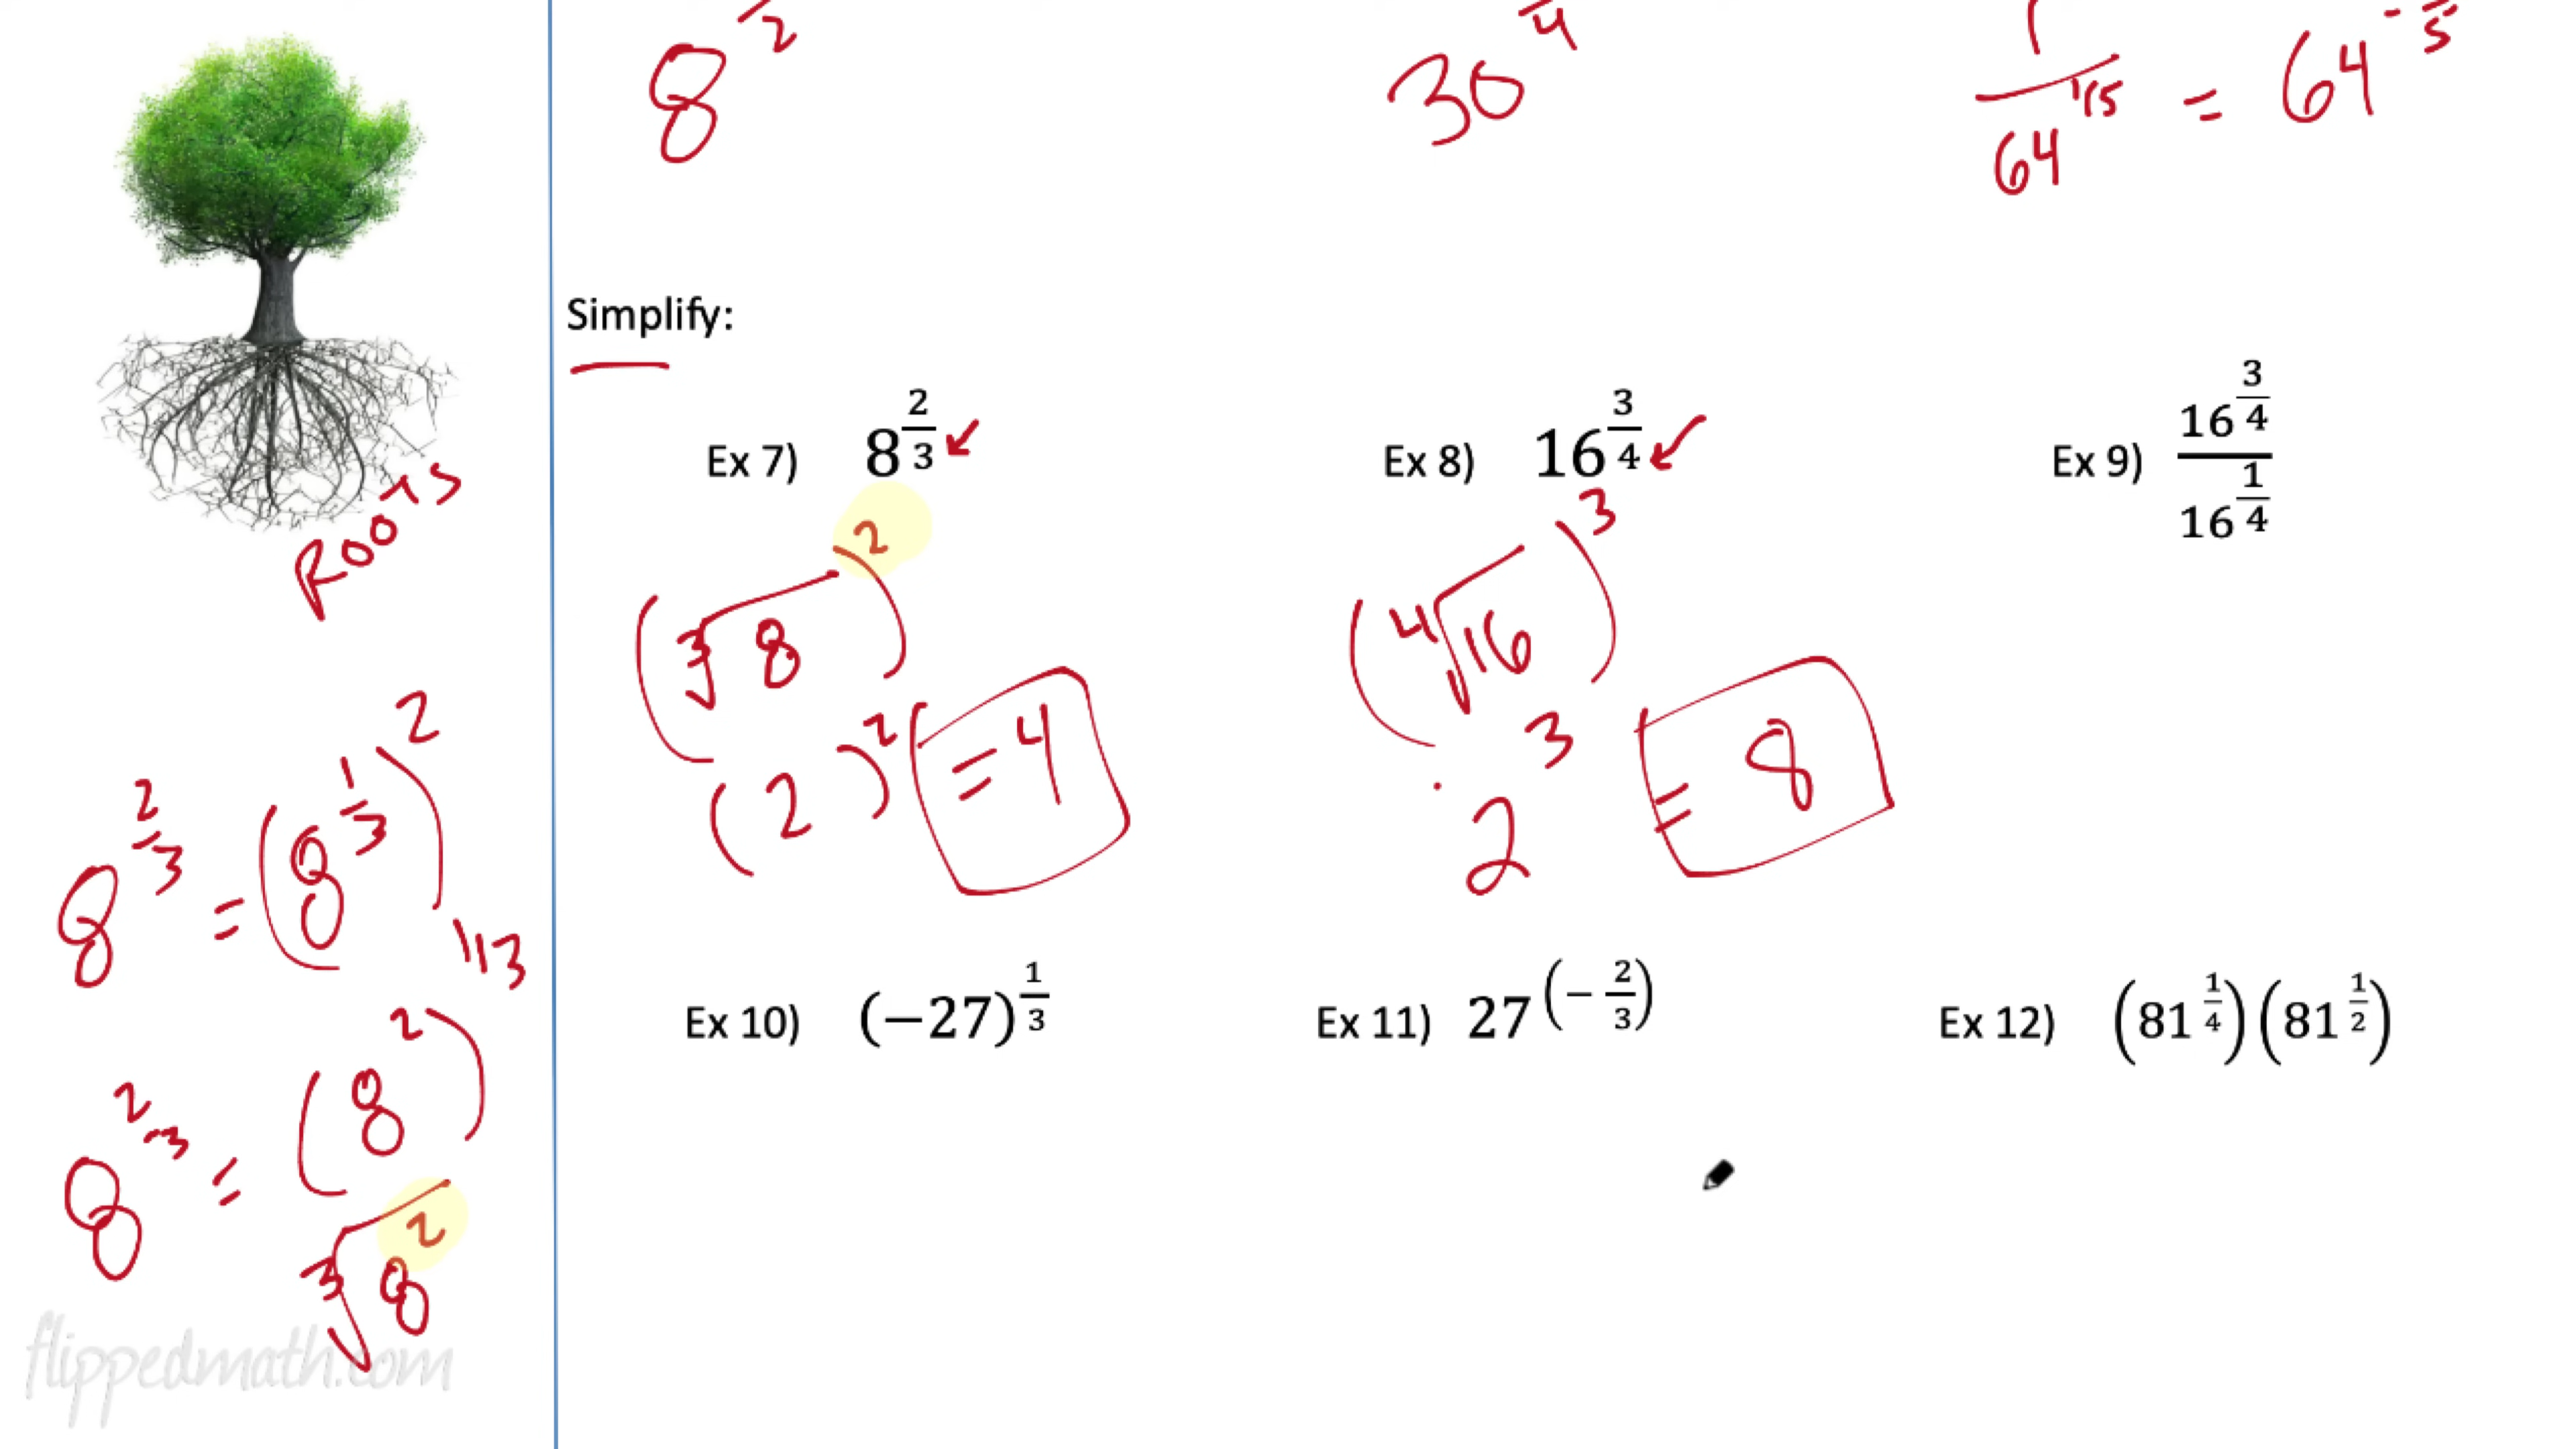 8^(1/2)
30^(1/4)
1/64^(1/5) = 64^(-1/5)
Simplify:
Ex 7) 8^(2/3)
Ex 8) 16^(3/4)
Ex 9) 16^(3/4) / 16^(1/4)
ROOTS
(∛8)^2
(2)^2 = 4
(∜16)^3
2^3 = 8
8^(2/3) = (8^(1/3))^2
8^(2/3) = (8^2)^(1/3)
∛8^2
Ex 10) (−27)^(1/3)
Ex 11) 27^(−2/3)
Ex 12) (81^(1/4))(81^(1/2))
flippedmath.com